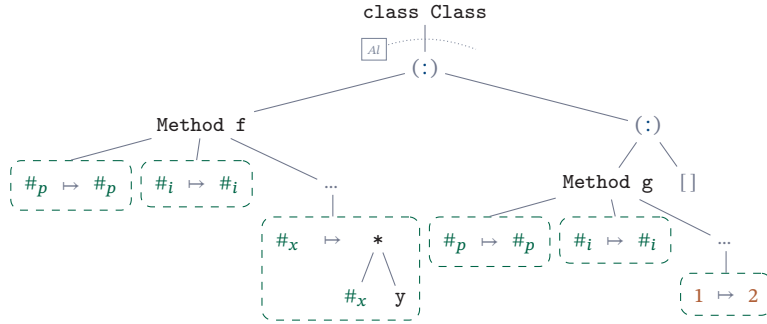 class Class
Al
(:)
Method f
(:)
#p ↦ #p
#i ↦ #i
...
Method g
[]
#x ↦ *
#p ↦ #p
#i ↦ #i
...
#x y
1 ↦ 2